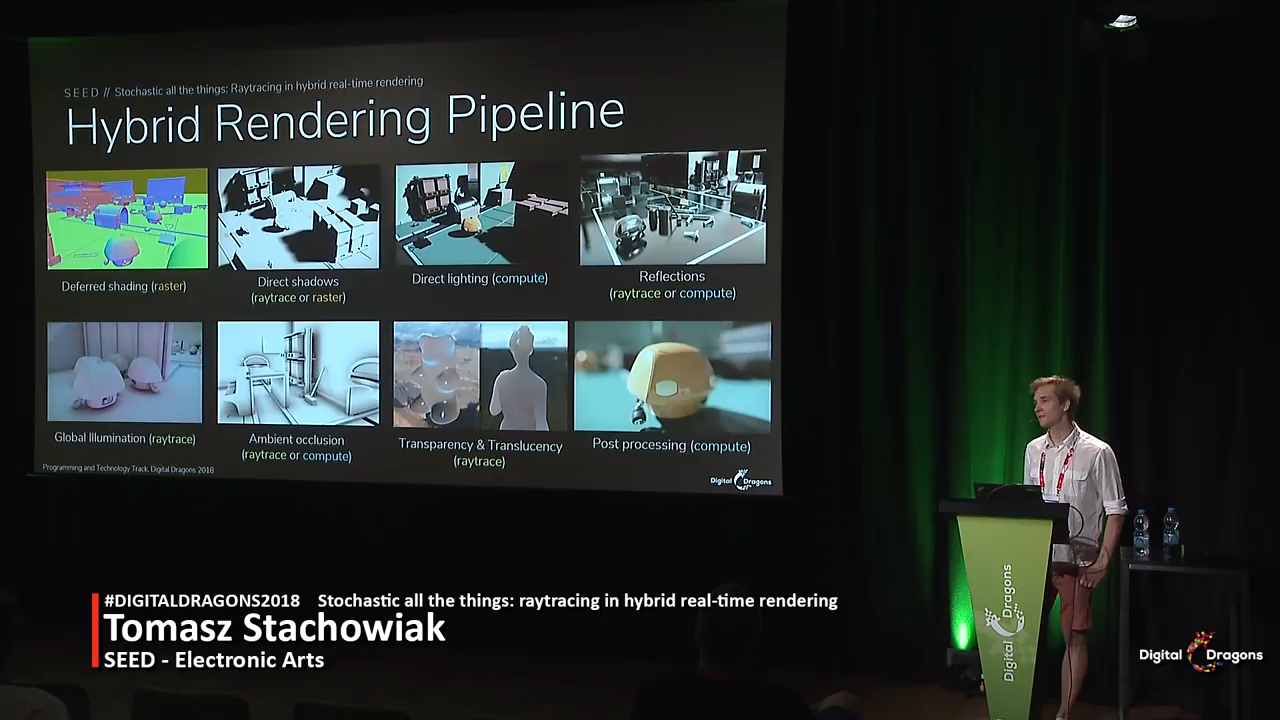 SEED // Stochastic all the things: Raytracing in hybrid real-time rendering
Hybrid Rendering Pipeline
Deferred shading (raster)
Direct shadows
(raytrace or raster)
Direct lighting (compute)
Reflections
(raytrace or compute)
Global Illumination (raytrace)
Ambient occlusion
(raytrace or compute)
Transparency & Translucency
(raytrace)
Post processing (compute)
Programming and Technology Track, Digital Dragons 2018
Digital Dragons
Digital Dragons
#DIGITALDRAGONS2018 Stochastic all the things: raytracing in hybrid real-time rendering
Tomasz Stachowiak
SEED - Electronic Arts
Digital Dragons